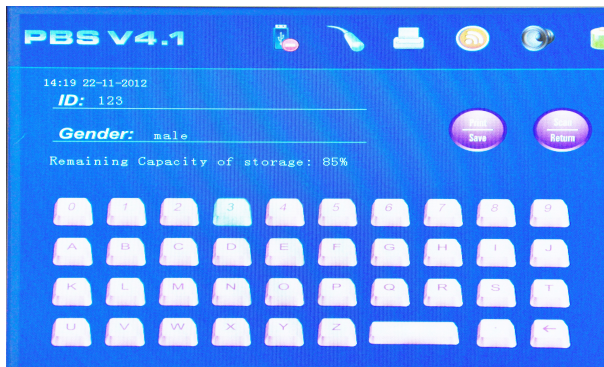 PBS V4.1
14:19 22-11-2012
ID: 123
Gender: male
Print
Save
Return
Remaining Capacity of storage: 85%
0 1 2 3 4 5 6 7 8 9
A B C D E F G H I J
K L M N O P Q R S T
U V W X Y Z . ←